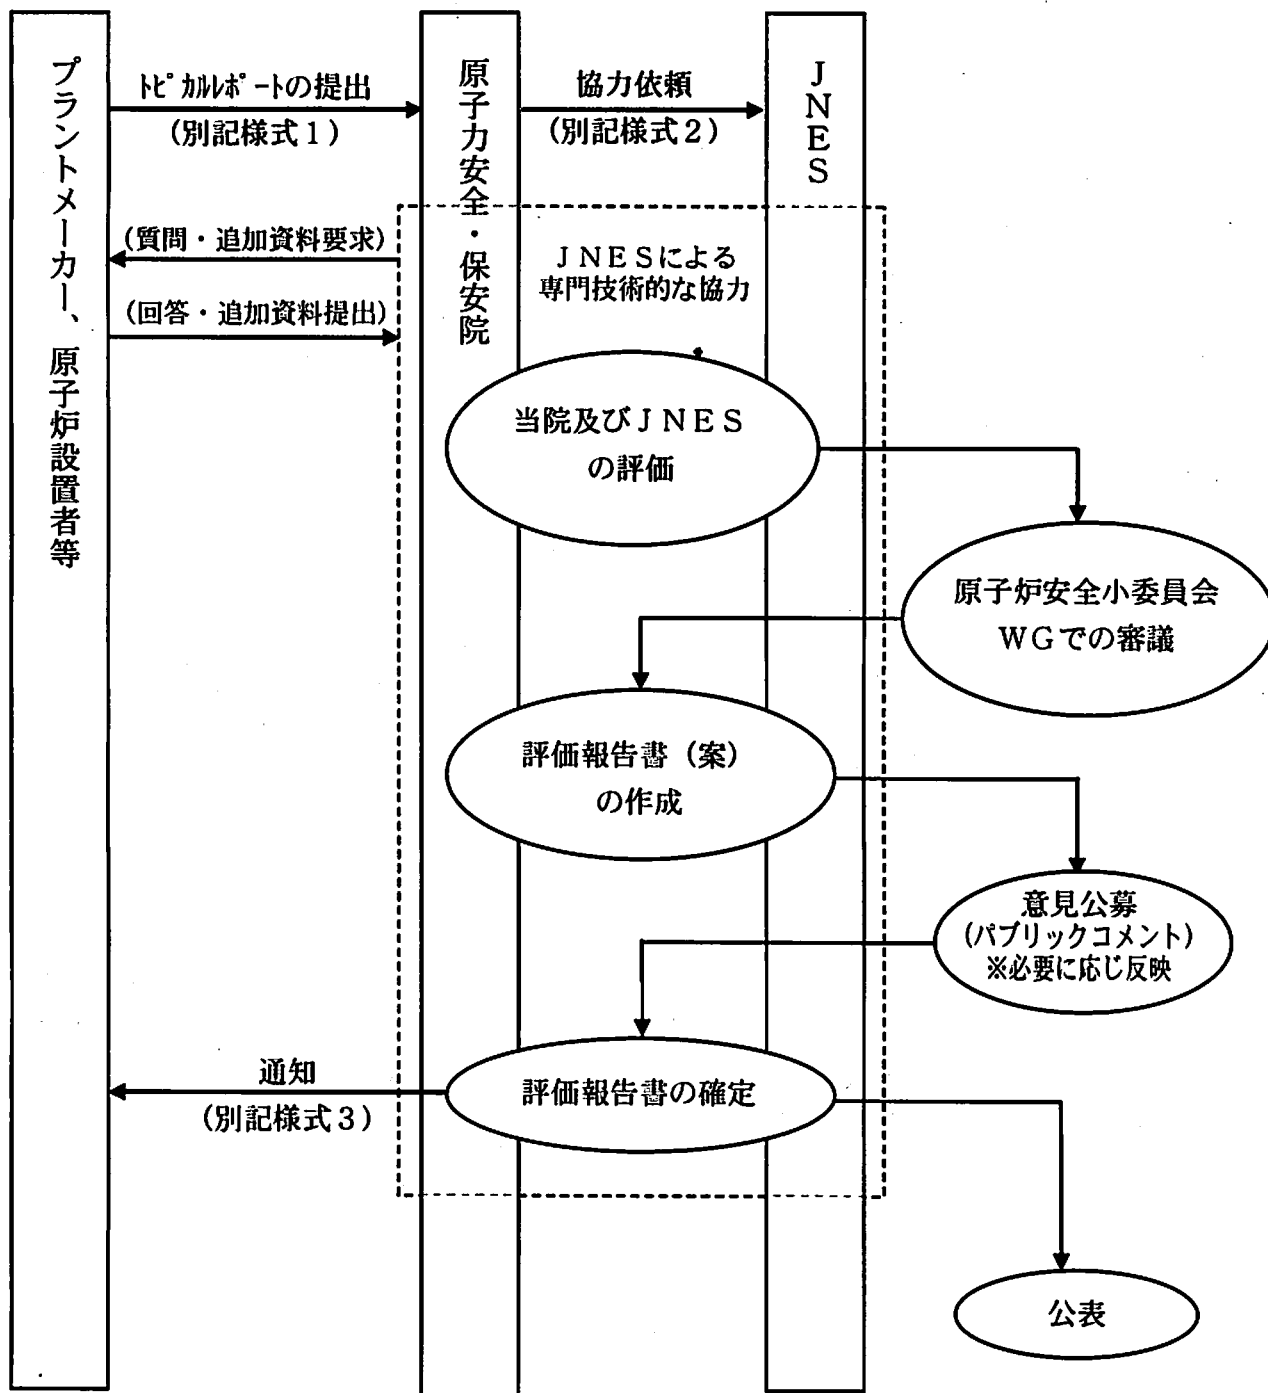 プラントメーカー、原子炉設置者等
ﾄﾋﾟｶﾙﾚﾎﾟｰﾄの提出
(別記様式１)
原子力安全・保安院
協力依頼
(別記様式２)
ＪＮＥＳ
(質問・追加資料要求)
(回答・追加資料提出)
ＪＮＥＳによる
専門技術的な協力
当院及びＪＮＥＳ
の評価
原子炉安全小委員会
ＷＧでの審議
評価報告書（案）
の作成
意見公募
(パブリックコメント)
※必要に応じ反映
評価報告書の確定
通知
(別記様式３)
公表